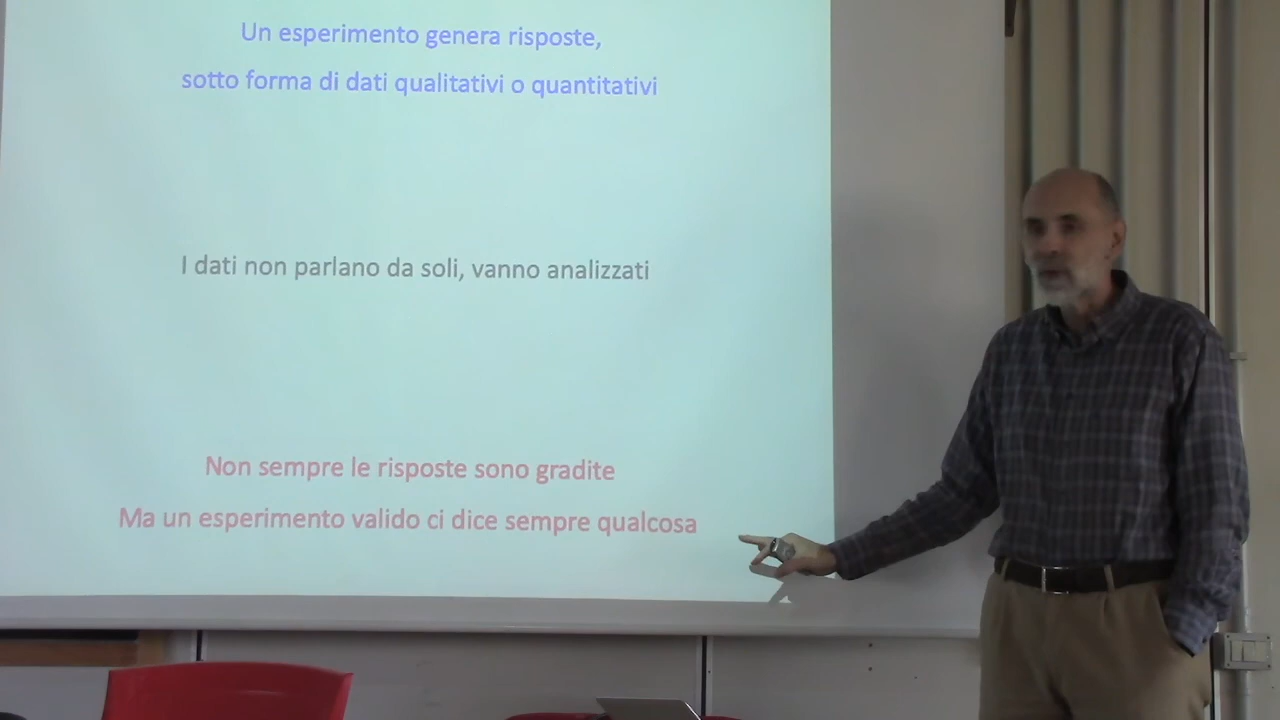 Un esperimento genera risposte,
sotto forma di dati qualitativi o quantitativi
I dati non parlano da soli, vanno analizzati
Non sempre le risposte sono gradite
Ma un esperimento valido ci dice sempre qualcosa